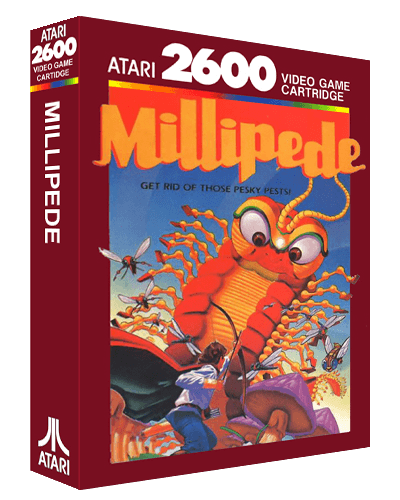 ATARI
2600
VIDEO GAME
CARTRIDGE
MILLIPEDE
ATARI
ATARI 2600 VIDEO GAME
CARTRIDGE
Millipede
GET RID OF THOSE PESKY PESTS!